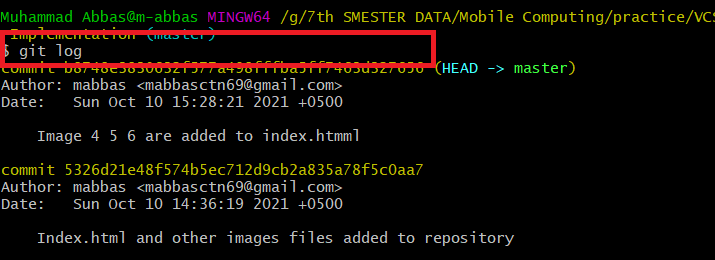 Muhammad Abbas@m-abbas MINGW64 /g/7th SMESTER DATA/Mobile Computing/practice/VCS
Implementation (master)
$ git log
commit (HEAD -> master)
Author: mabbas <mabbasctn69@gmail.com>
Date: Sun Oct 10 15:28:21 2021 +0500
Image 4 5 6 are added to index.htmml
commit 5326d21e48f574b5ec712d9cb2a835a78f5c0aa7
Author: mabbas <mabbasctn69@gmail.com>
Date: Sun Oct 10 14:36:19 2021 +0500
Index.html and other images files added to repository